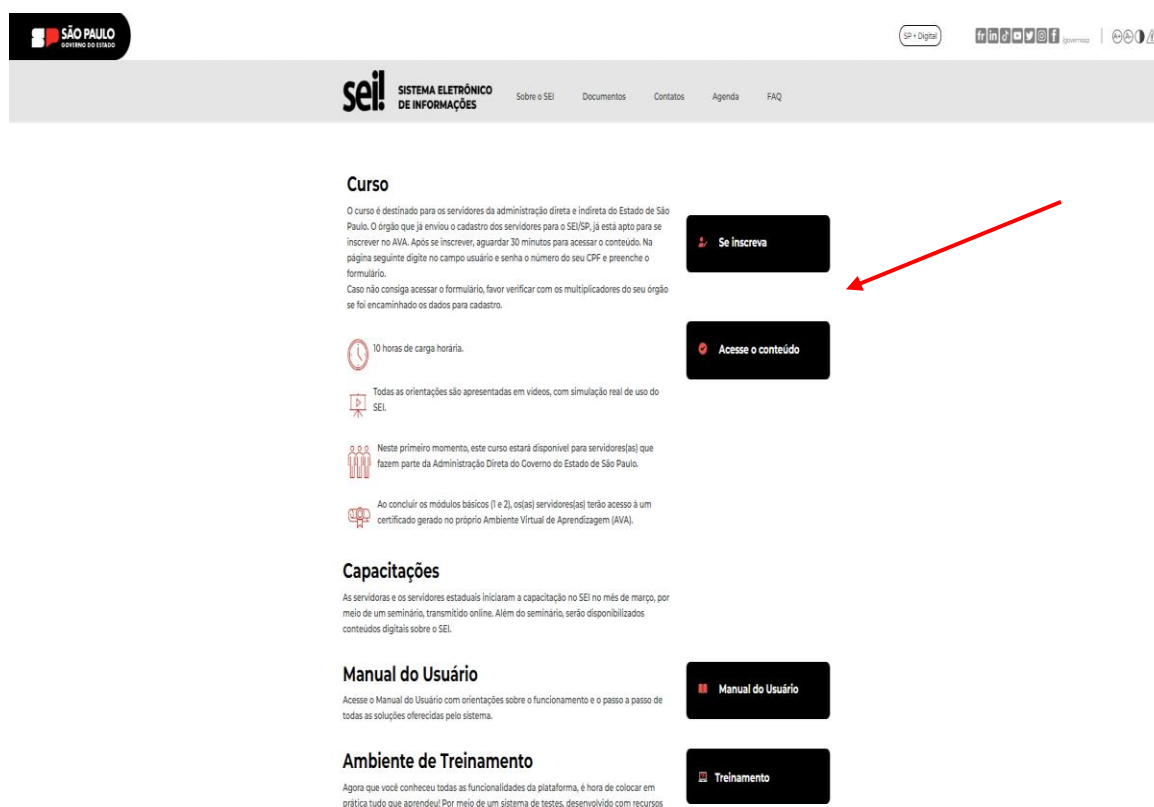 SÃO PAULO
GOVERNO DO ESTADO
SP + Digital
/governosp
sei!
SISTEMA ELETRÔNICO
DE INFORMAÇÕES
Sobre o SEI
Documentos
Contatos
Agenda
FAQ
Curso
O curso é destinado para os servidores da administração direta e indireta do Estado de São
Paulo. O órgão que já enviou o cadastro dos servidores para o SEI/SP, já está apto para se
inscrever no AVA. Após se inscrever, aguardar 30 minutos para acessar o conteúdo. Na
página seguinte digite no campo usuário e senha o número do seu CPF e preenche o
formulário.
Caso não consiga acessar o formulário, favor verificar com os multiplicadores do seu órgão
se foi encaminhado os dados para cadastro.
Se inscreva
Acesse o conteúdo
10 horas de carga horária.
Todas as orientações são apresentadas em vídeos, com simulação real de uso do
SEI.
Neste primeiro momento, este curso estará disponível para servidores(as) que
fazem parte da Administração Direta do Governo do Estado de São Paulo.
Ao concluir os módulos básicos (1 e 2), os(as) servidores(as) terão acesso à um
certificado gerado no próprio Ambiente Virtual de Aprendizagem (AVA).
Capacitações
As servidoras e os servidores estaduais iniciaram a capacitação no SEI no mês de março, por
meio de um seminário, transmitido online. Além do seminário, serão disponibilizados
conteúdos digitais sobre o SEI.
Manual do Usuário
Acesse o Manual do Usuário com orientações sobre o funcionamento e o passo a passo de
todas as soluções oferecidas pelo sistema.
Manual do Usuário
Ambiente de Treinamento
Agora que você conheceu todas as funcionalidades da plataforma, é hora de colocar em
prática tudo que aprendeu! Por meio de um sistema de testes, desenvolvido com recursos
Treinamento